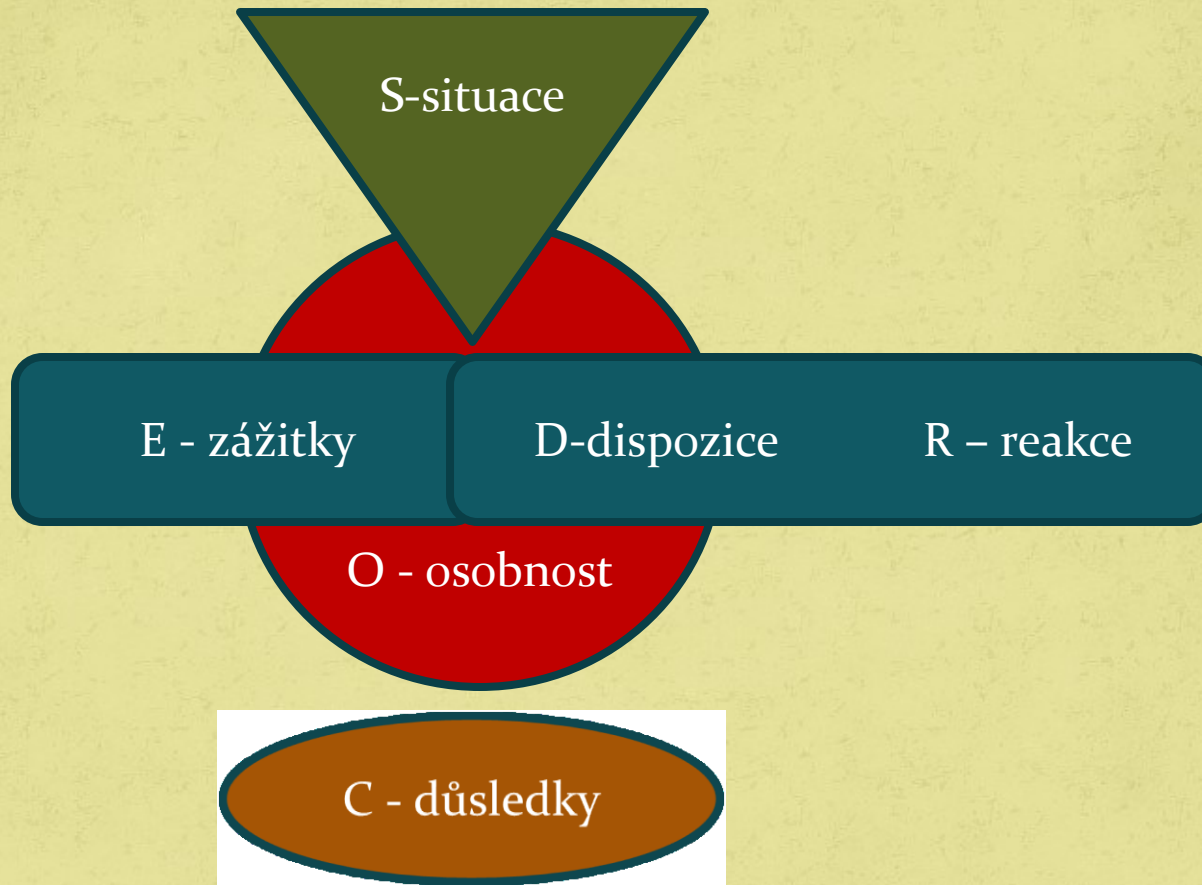 S-situace
E - zážitky
D-dispozice
R – reakce
O - osobnost
C - důsledky